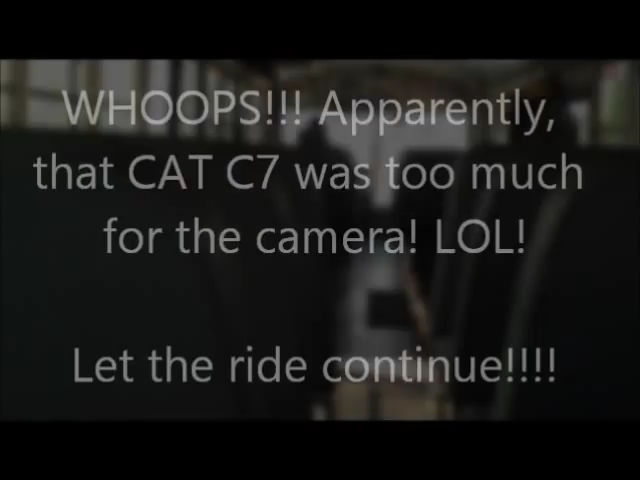 WHOOPS!!! Apparently,
that CAT C7 was too much
for the camera! LOL!
Let the ride continue!!!!